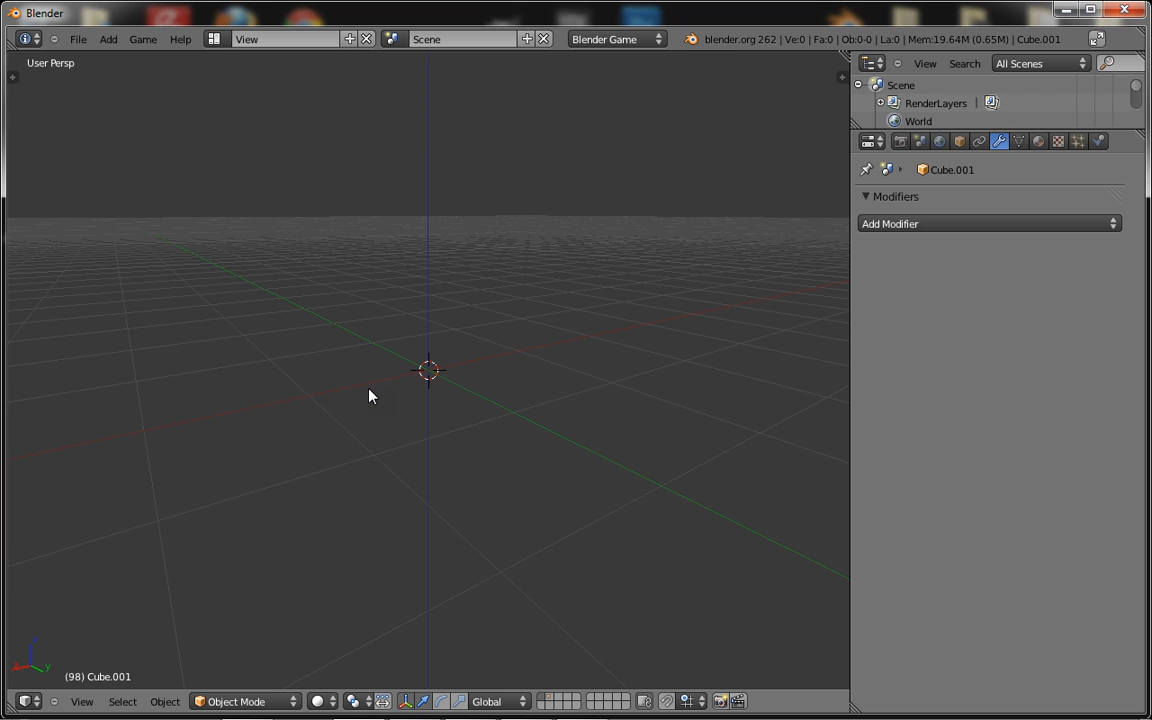 Blender
File Add Game Help View Scene Blender Game blender.org 262 | Ve:0 | Fa:0 | Ob:0-0 | La:0 | Mem:19.64M (0.65M) | Cube.001
User Persp
View Search All Scenes
Scene
RenderLayers |
World
Cube.001
Modifiers
Add Modifier
z
x y
(98) Cube.001
View Select Object Object Mode Global